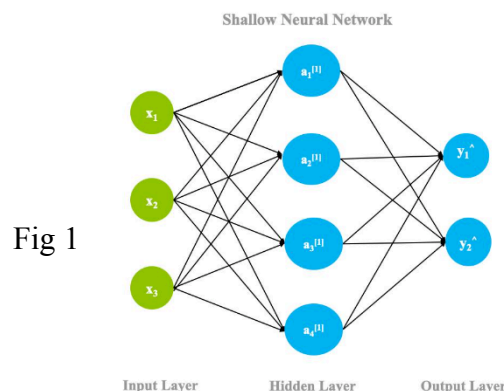 Shallow Neural Network
a₁[1]
x₁
a₂[1]
y₁^
x₂
Fig 1
a₃[1]
y₂^
x₃
a₄[1]
Input Layer
Hidden Layer
Output Layer